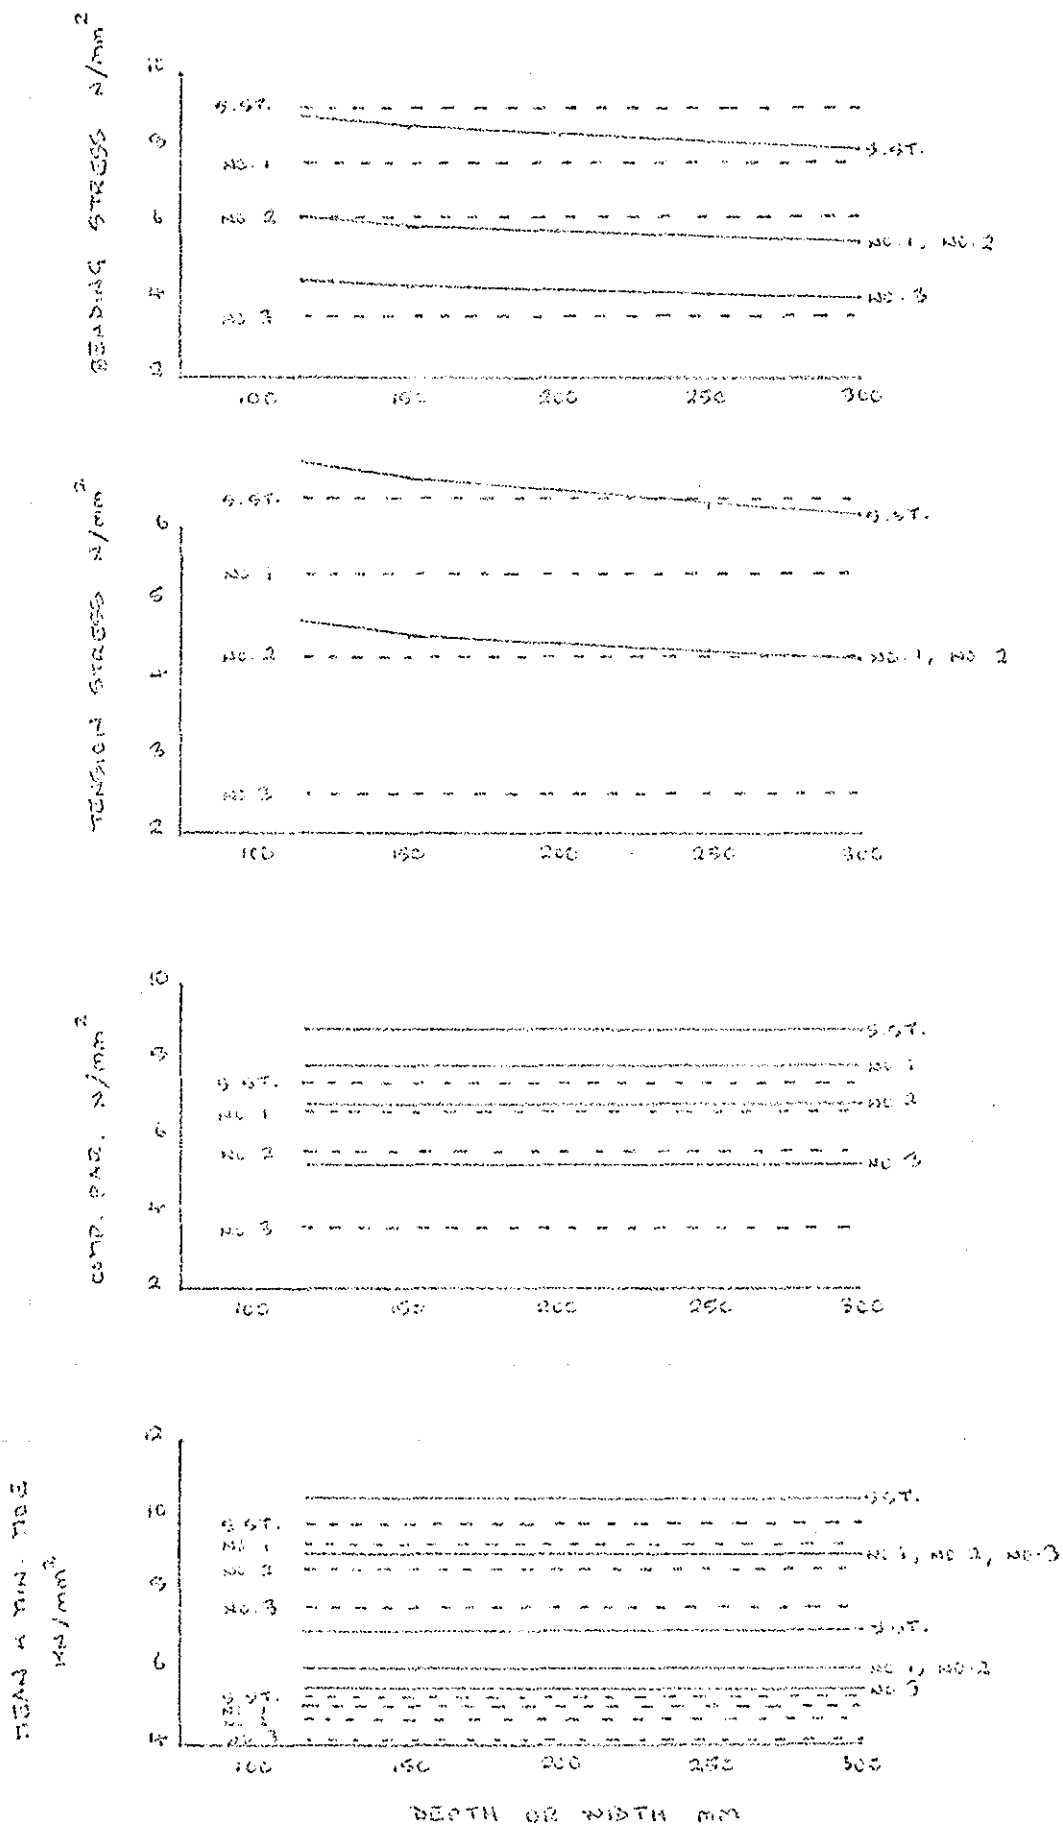 BENDING STRESS N/mm²
8
6
4
2
S.ST.
NO. 1
NO. 2
NO. 3
S.ST.
NO. 1, NO. 2
NO. 3
100 150 200 250 300
TENSION STRESS N/mm²
6
5
4
3
2
S.ST.
NO. 1
NO. 2
NO. 3
S.ST.
NO. 1, NO. 2
100 150 200 250 300
COMP. PAR. N/mm²
10
8
6
4
2
S.ST.
NO. 1
NO. 2
NO. 3
S.ST.
NO 1
NO 2
NO 3
100 150 200 250 300
MEAN & MIN. MOE
KN/mm²
12
10
8
6
4
S.ST.
NO. 1
NO. 2
NO. 3
S.ST.
NO 1, NO 2, NO 3
S.ST.
NO 1, NO 2
NO 3
NO. 3
100 150 200 250 300
DEPTH OR WIDTH mm